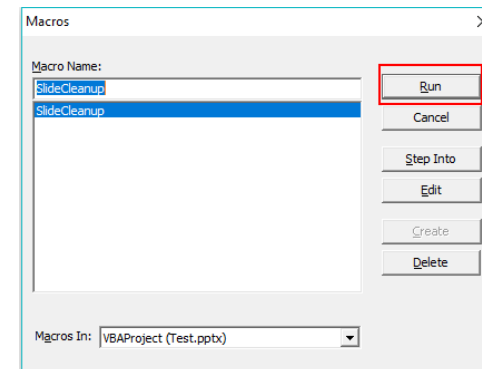 Macros
Macro Name:
SlideCleanup
SlideCleanup
Run
Cancel
Step Into
Edit
Create
Delete
Macros In: VBAProject (Test.pptx)